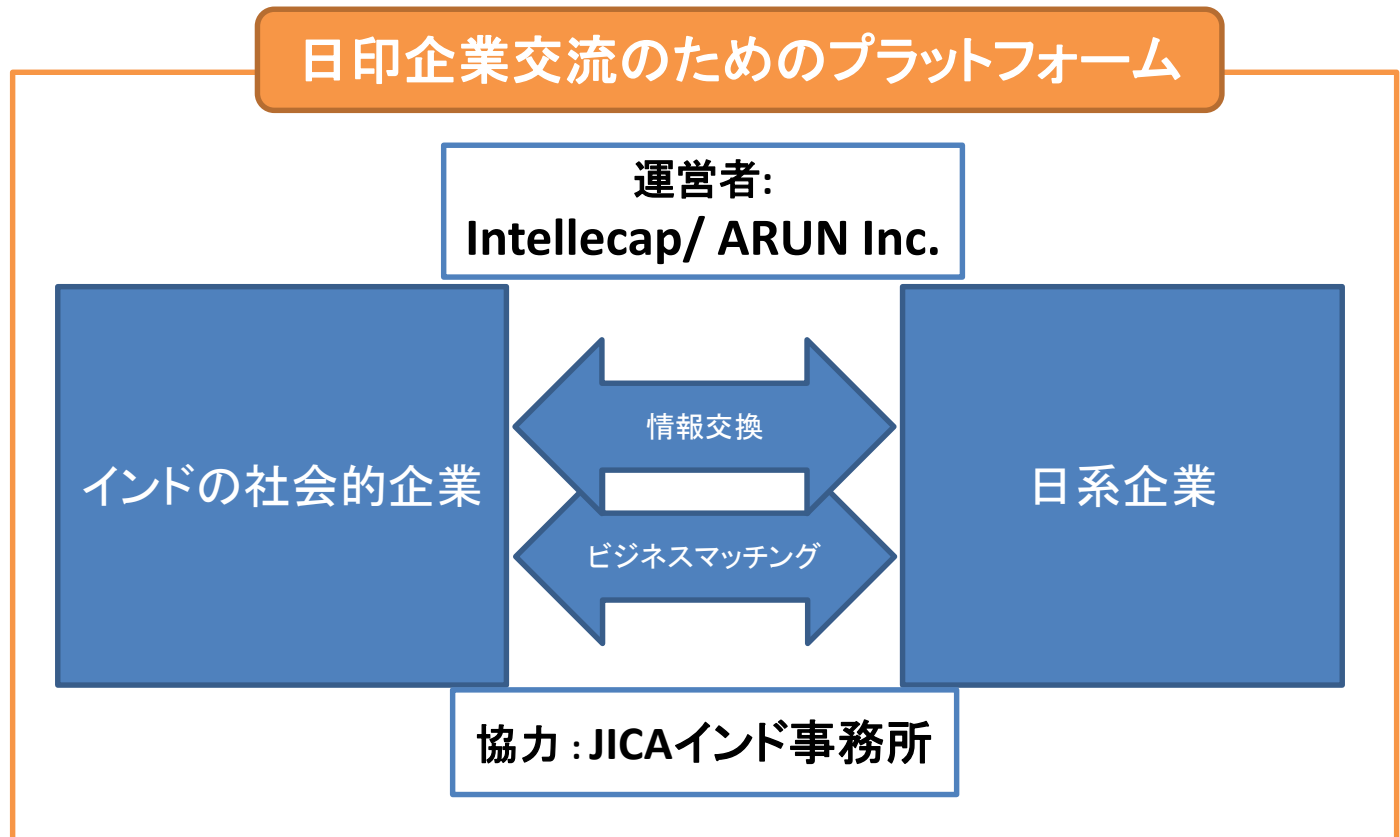 日印企業交流のためのプラットフォーム
運営者:
Intellecap/ ARUN Inc.
インドの社会的企業
情報交換
ビジネスマッチング
日系企業
協力：JICAインド事務所